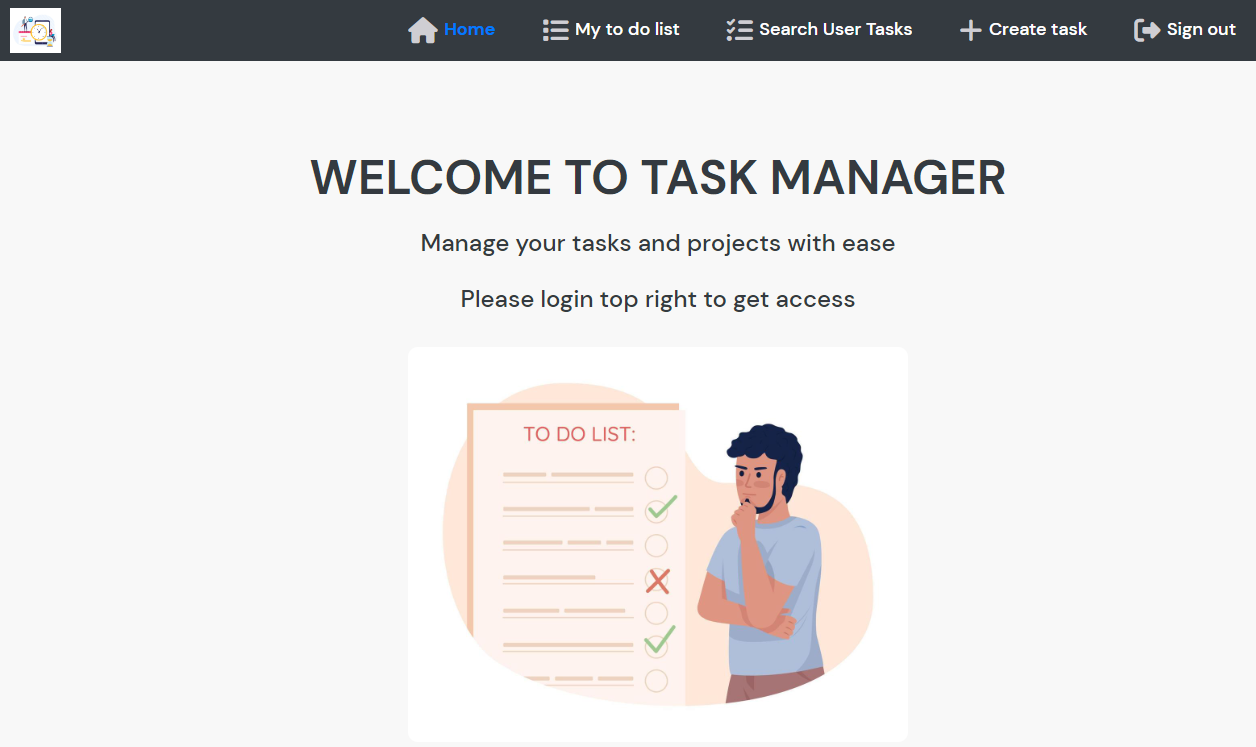 Home My to do list Search User Tasks Create task Sign out
WELCOME TO TASK MANAGER
Manage your tasks and projects with ease
Please login top right to get access
TO DO LIST: